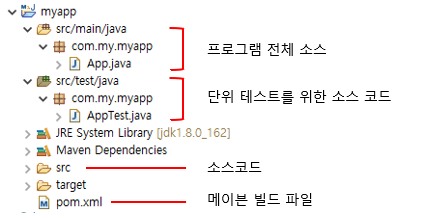 myapp
src/main/java
com.my.myapp
App.java
프로그램 전체 소스
src/test/java
com.my.myapp
AppTest.java
단위 테스트를 위한 소스 코드
JRE System Library [jdk1.8.0_162]
Maven Dependencies
src
소스코드
target
pom.xml
메이븐 빌드 파일